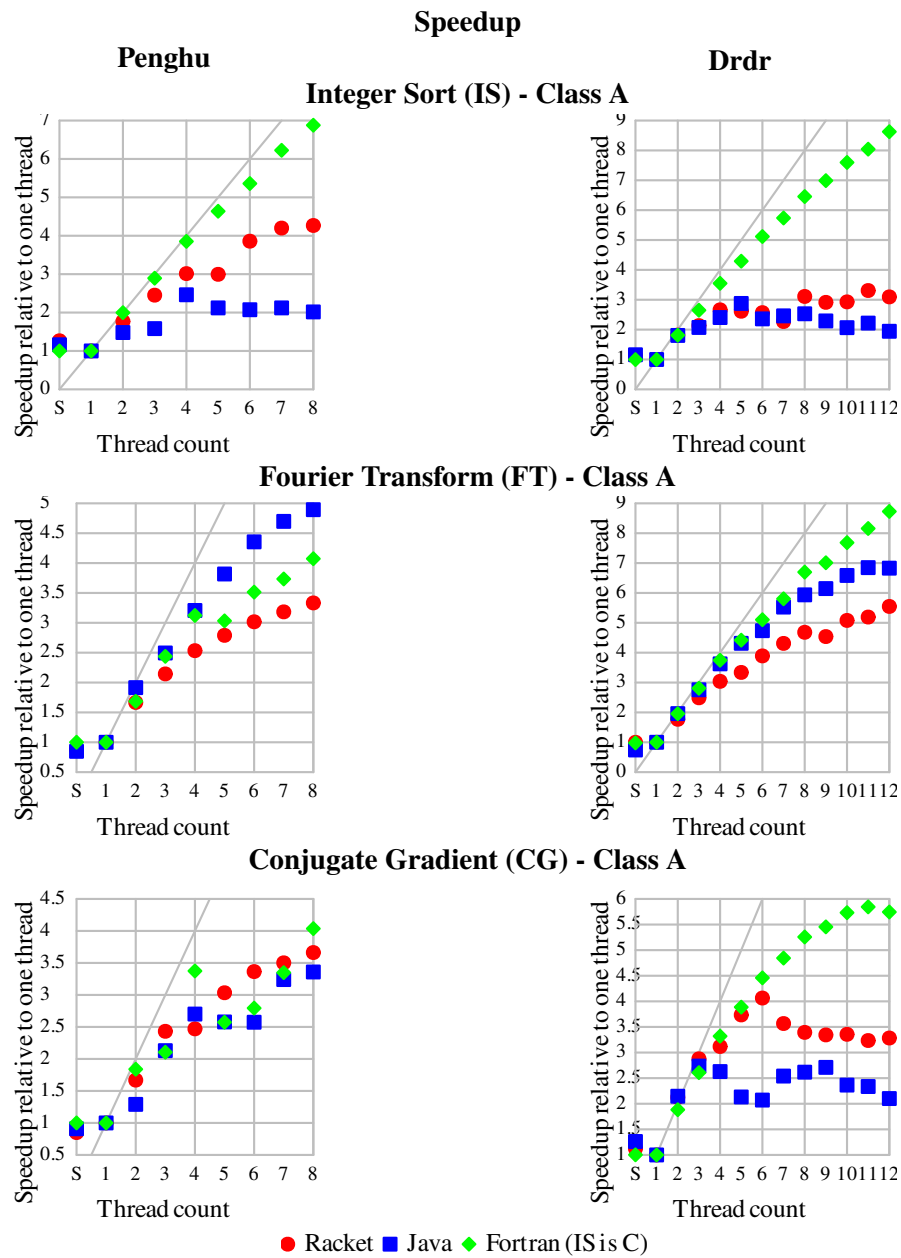 Speedup
Penghu Drdr
Integer Sort (IS) - Class A
Speedup relative to one thread
7
6
5
4
3
2
1
0
S 1 2 3 4 5 6 7 8
Thread count
Speedup relative to one thread
9
8
7
6
5
4
3
2
1
0
S 1 2 3 4 5 6 7 8 9 10 11 12
Thread count
Fourier Transform (FT) - Class A
Speedup relative to one thread
5
4.5
4
3.5
3
2.5
2
1.5
1
0.5
S 1 2 3 4 5 6 7 8
Thread count
Speedup relative to one thread
9
8
7
6
5
4
3
2
1
0
S 1 2 3 4 5 6 7 8 9 10 11 12
Thread count
Conjugate Gradient (CG) - Class A
Speedup relative to one thread
4.5
4
3.5
3
2.5
2
1.5
1
0.5
S 1 2 3 4 5 6 7 8
Thread count
Speedup relative to one thread
6
5.5
5
4.5
4
3.5
3
2.5
2
1.5
1
S 1 2 3 4 5 6 7 8 9 10 11 12
Thread count
Racket Java Fortran (IS is C)